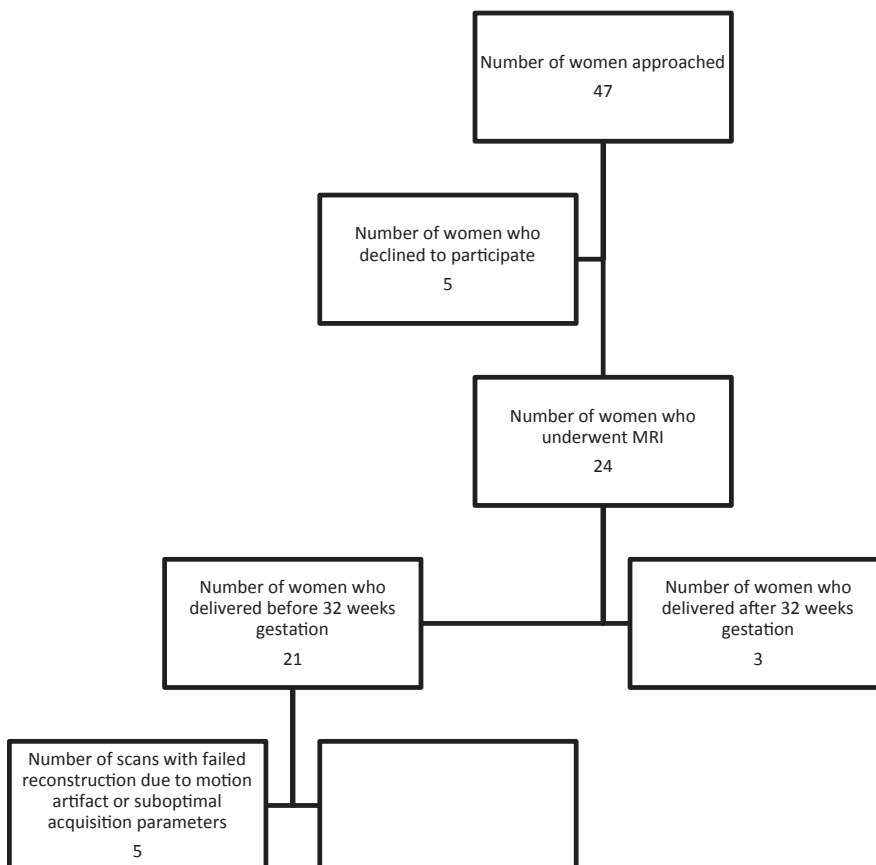 Number of women approached
47
Number of women who
declined to participate
5
Number of women who
underwent MRI
24
Number of women who
delivered before 32 weeks
gestation
21
Number of women who
delivered after 32 weeks
gestation
3
Number of scans with failed
reconstruction due to motion
artifact or suboptimal
acquisition parameters
5